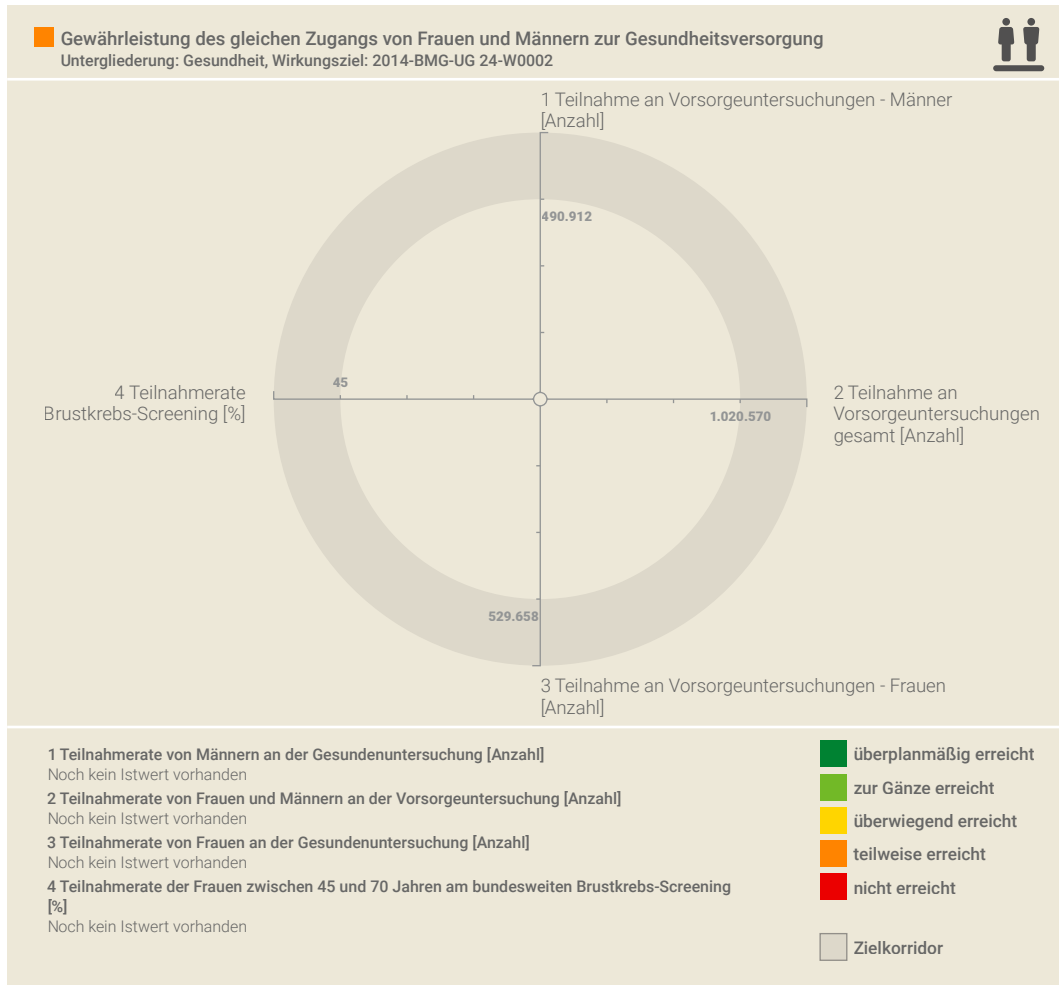 Gewährleistung des gleichen Zugangs von Frauen und Männern zur Gesundheitsversorgung
Untergliederung: Gesundheit, Wirkungsziel: 2014-BMG-UG 24-W0002
1 Teilnahme an Vorsorgeuntersuchungen - Männer
[Anzahl]
490.912
45
4 Teilnahmerate
Brustkrebs-Screening [%]
1.020.570
2 Teilnahme an
Vorsorgeuntersuchungen
gesamt [Anzahl]
529.658
3 Teilnahme an Vorsorgeuntersuchungen - Frauen
[Anzahl]
1 Teilnahmerate von Männern an der Gesundenuntersuchung [Anzahl]
Noch kein Istwert vorhanden
2 Teilnahmerate von Frauen und Männern an der Vorsorgeuntersuchung [Anzahl]
Noch kein Istwert vorhanden
3 Teilnahmerate von Frauen an der Gesundenuntersuchung [Anzahl]
Noch kein Istwert vorhanden
4 Teilnahmerate der Frauen zwischen 45 und 70 Jahren am bundesweiten Brustkrebs-Screening
[%]
Noch kein Istwert vorhanden
überplanmäßig erreicht
zur Gänze erreicht
überwiegend erreicht
teilweise erreicht
nicht erreicht
Zielkorridor